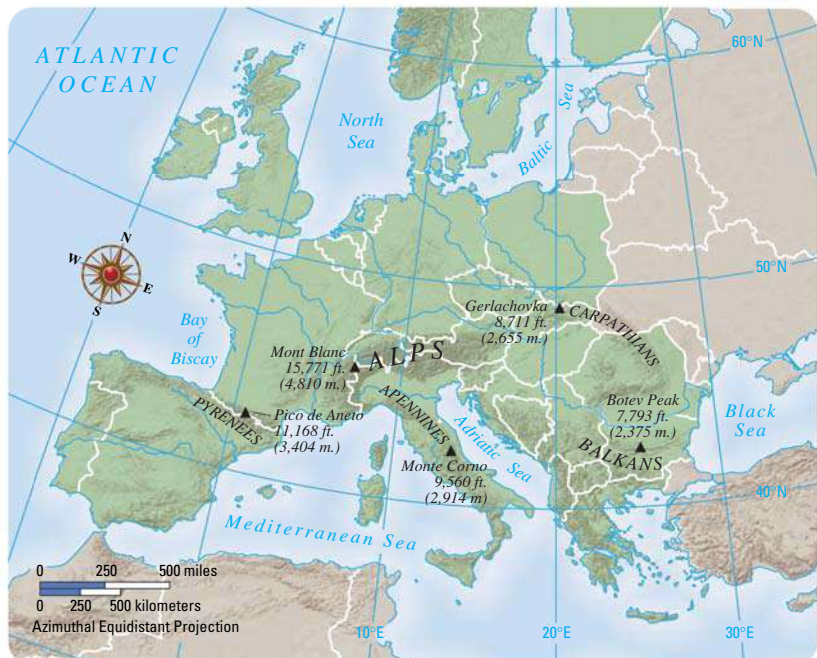 ATLANTIC
OCEAN
60°N
North
Sea
Baltic
Sea
N
W
E
S
50°N
Bay
of
Biscay
Gerlachovka
8,711 ft.
(2,655 m.)
CARPATHIANS
Mont Blanc
15,771 ft.
(4,810 m.)
ALPS
Botev Peak
7,793 ft.
(2,375 m.)
Black
Sea
PYRENEES
Pico de Aneto
11,168 ft.
(3,404 m.)
APENNINES
Adriatic Sea
BALKANS
Monte Corno
9,560 ft.
(2,914 m)
40°N
Mediterranean Sea
0 250 500 miles
0 250 500 kilometers
Azimuthal Equidistant Projection
10°E
20°E
30°E